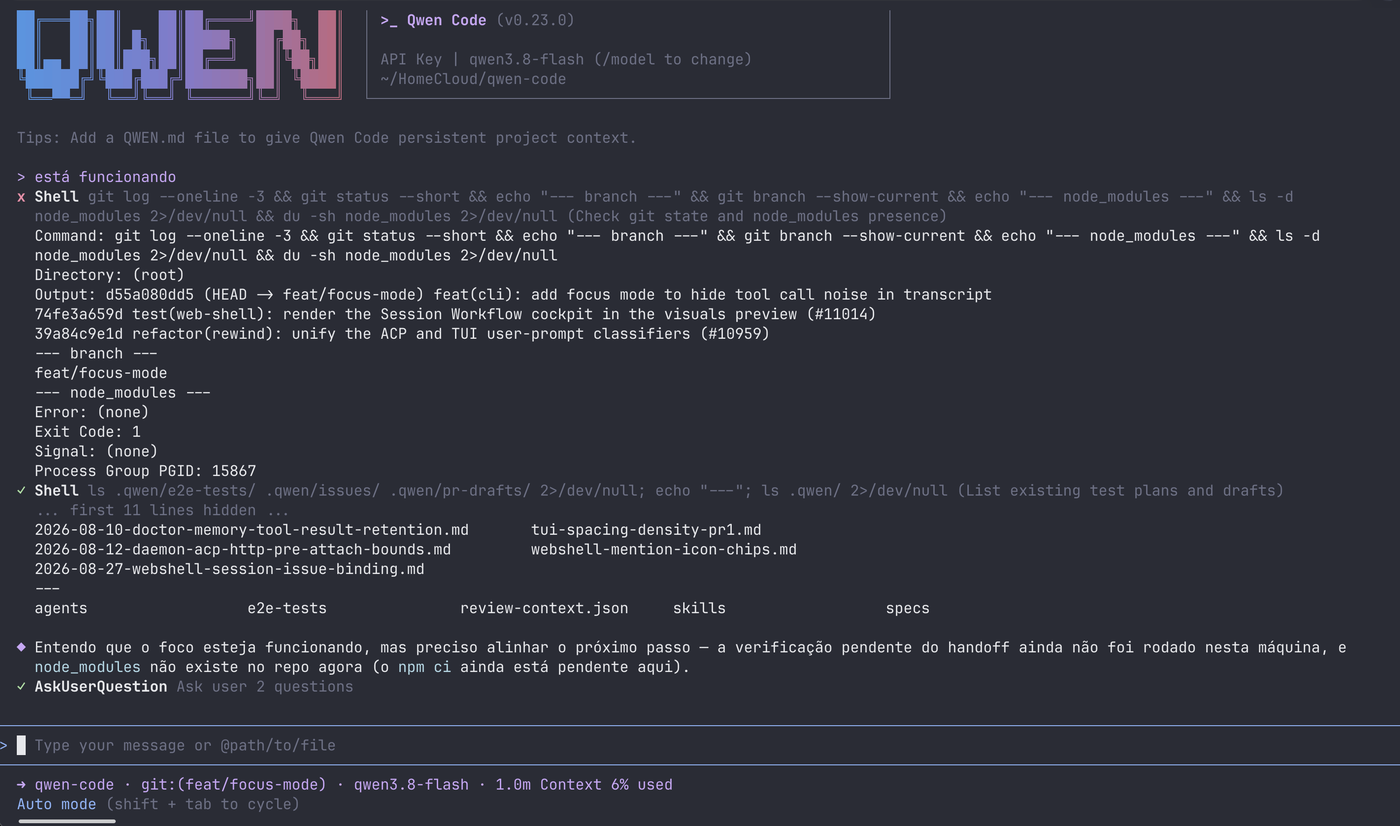 QWEN
>_ Qwen Code (v0.23.0)
API Key | qwen3.8-flash (/model to change)
~/HomeCloud/qwen-code
Tips: Add a QWEN.md file to give Qwen Code persistent project context.
> está funcionando
x Shell git log --oneline -3 && git status --short && echo "--- branch ---" && git branch --show-current && echo "--- node_modules ---" && ls -d
node_modules 2>/dev/null && du -sh node_modules 2>/dev/null (Check git state and node_modules presence)
Command: git log --oneline -3 && git status --short && echo "--- branch ---" && git branch --show-current && echo "--- node_modules ---" && ls -d
node_modules 2>/dev/null && du -sh node_modules 2>/dev/null
Directory: (root)
Output: d55a080dd5 (HEAD -> feat/focus-mode) feat(cli): add focus mode to hide tool call noise in transcript
74fe3a659d test(web-shell): render the Session Workflow cockpit in the visuals preview (#11014)
39a84c9e1d refactor(rewind): unify the ACP and TUI user-prompt classifiers (#10959)
--- branch ---
feat/focus-mode
--- node_modules ---
Error: (none)
Exit Code: 1
Signal: (none)
Process Group PGID: 15867
✓ Shell ls .qwen/e2e-tests/ .qwen/issues/ .qwen/pr-drafts/ 2>/dev/null; echo "---"; ls .qwen/ 2>/dev/null (List existing test plans and drafts)
... first 11 lines hidden ...
2026-08-10-doctor-memory-tool-result-retention.md tui-spacing-density-pr1.md
2026-08-12-daemon-acp-http-pre-attach-bounds.md webshell-mention-icon-chips.md
2026-08-27-webshell-session-issue-binding.md
---
agents e2e-tests review-context.json skills specs
◆ Entendo que o foco esteja funcionando, mas preciso alinhar o próximo passo — a verificação pendente do handoff ainda não foi rodado nesta máquina, e
node_modules não existe no repo agora (o npm ci ainda está pendente aqui).
✓ AskUserQuestion Ask user 2 questions
> Type your message or @path/to/file
➜ qwen-code · git:(feat/focus-mode) · qwen3.8-flash · 1.0m Context 6% used
Auto mode (shift + tab to cycle)